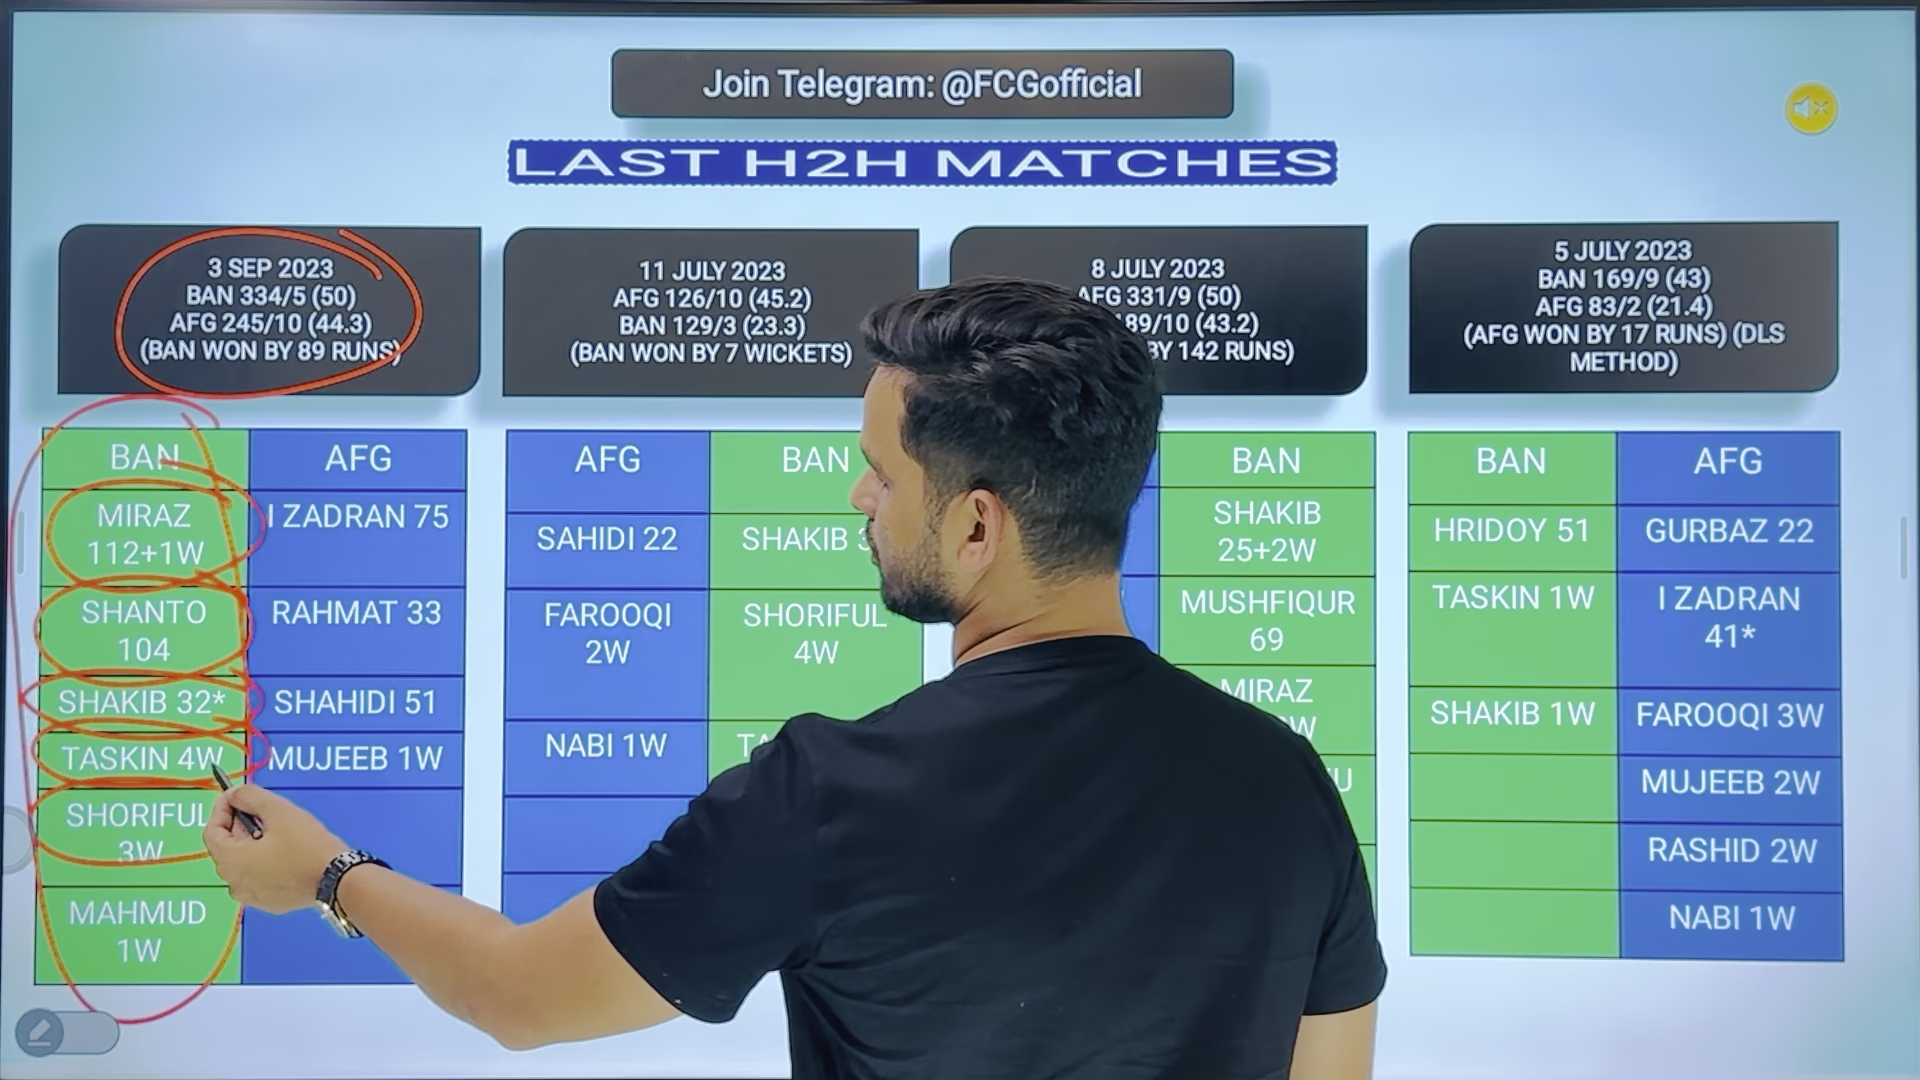 Join Telegram: @FCGofficial
LAST H2H MATCHES
3 SEP 2023
BAN 334/5 (50)
AFG 245/10 (44.3)
(BAN WON BY 89 RUNS)
11 JULY 2023
AFG 126/10 (45.2)
BAN 129/3 (23.3)
(BAN WON BY 7 WICKETS)
8 JULY 2023
AFG 331/9 (50)
189/10 (43.2)
BY 142 RUNS)
5 JULY 2023
BAN 169/9 (43)
AFG 83/2 (21.4)
(AFG WON BY 17 RUNS) (DLS
METHOD)
BAN AFG
MIRAZ
112+1W
I ZADRAN 75
SHANTO
104
RAHMAT 33
SHAKIB 32* SHAHIDI 51
TASKIN 4W MUJEEB 1W
SHORIFUL
3W
MAHMUD
1W
AFG BAN
SAHIDI 22 SHAKIB
FAROOQI
2W
SHORIFUL
4W
NABI 1W
BAN
SHAKIB
25+2W
MUSHFIQUR
69
MIRAZ
BAN AFG
HRIDOY 51 GURBAZ 22
TASKIN 1W
I ZADRAN
41*
SHAKIB 1W FAROOQI 3W
MUJEEB 2W
RASHID 2W
NABI 1W